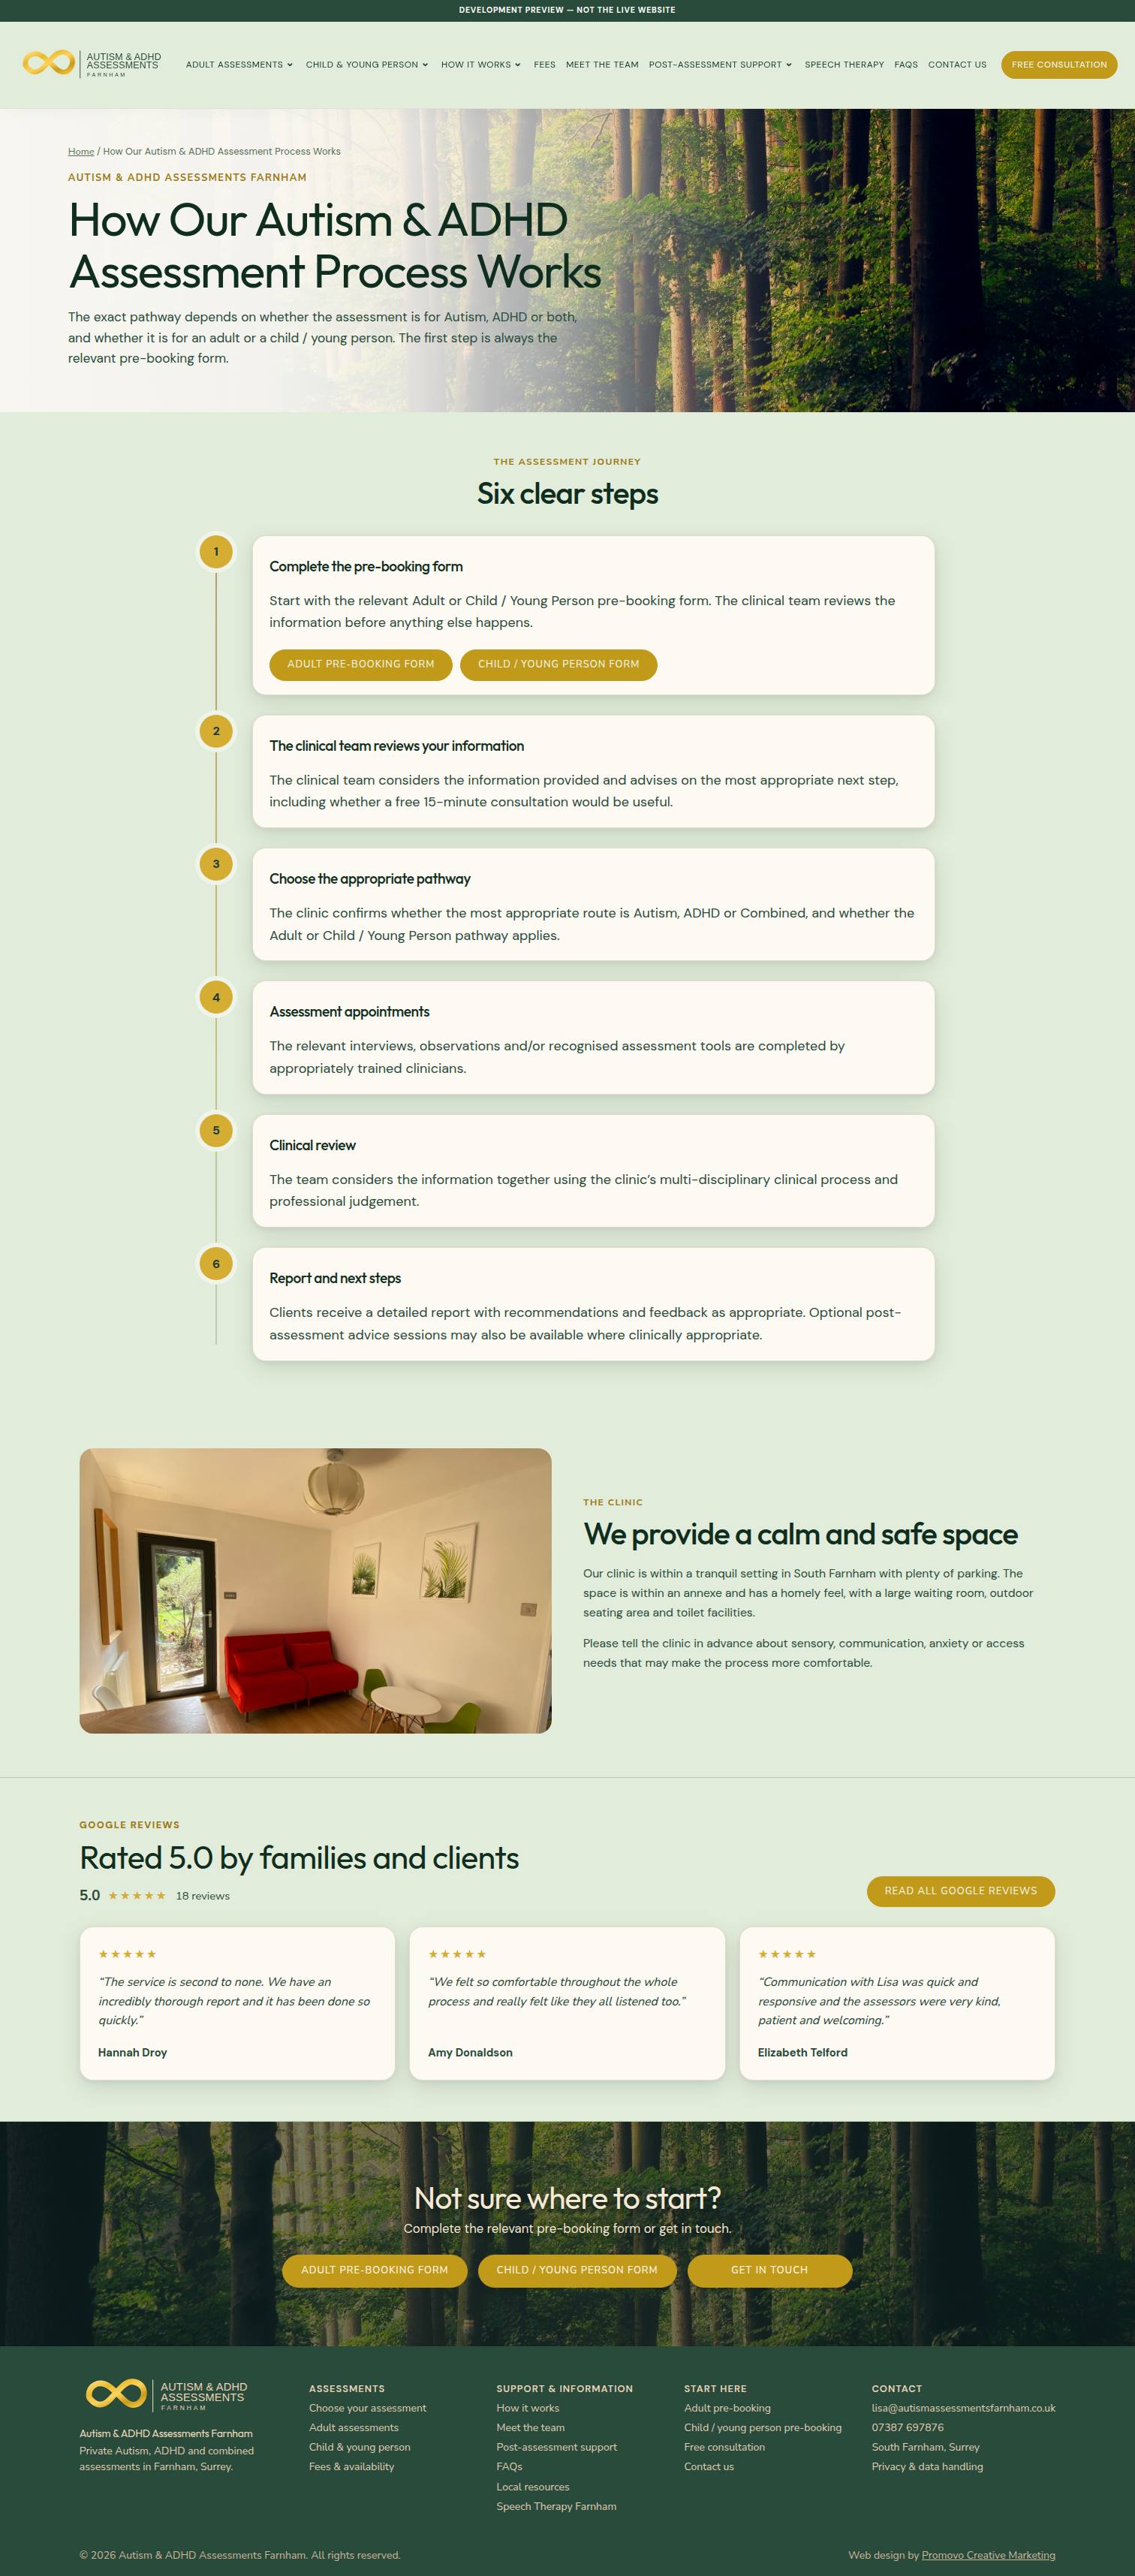 DEVELOPMENT PREVIEW — NOT THE LIVE WEBSITE
AUTISM & ADHD
ASSESSMENTS
FARNHAM
ADULT ASSESSMENTS
CHILD & YOUNG PERSON
HOW IT WORKS
FEES
MEET THE TEAM
POST-ASSESSMENT SUPPORT
SPEECH THERAPY
FAQS
CONTACT US
FREE CONSULTATION
Home / How Our Autism & ADHD Assessment Process Works
AUTISM & ADHD ASSESSMENTS FARNHAM
How Our Autism & ADHD
Assessment Process Works
The exact pathway depends on whether the assessment is for Autism, ADHD or both,
and whether it is for an adult or a child / young person. The first step is always the
relevant pre-booking form.
THE ASSESSMENT JOURNEY
Six clear steps
1
Complete the pre-booking form
Start with the relevant Adult or Child / Young Person pre-booking form. The clinical team reviews the
information before anything else happens.
ADULT PRE-BOOKING FORM
CHILD / YOUNG PERSON FORM
2
The clinical team reviews your information
The clinical team considers the information provided and advises on the most appropriate next step,
including whether a free 15-minute consultation would be useful.
3
Choose the appropriate pathway
The clinic confirms whether the most appropriate route is Autism, ADHD or Combined, and whether the
Adult or Child / Young Person pathway applies.
4
Assessment appointments
The relevant interviews, observations and/or recognised assessment tools are completed by
appropriately trained clinicians.
5
Clinical review
The team considers the information together using the clinic’s multi-disciplinary clinical process and
professional judgement.
6
Report and next steps
Clients receive a detailed report with recommendations and feedback as appropriate. Optional post-
assessment advice sessions may also be available where clinically appropriate.
THE CLINIC
We provide a calm and safe space
Our clinic is within a tranquil setting in South Farnham with plenty of parking. The
space is within an annexe and has a homely feel, with a large waiting room, outdoor
seating area and toilet facilities.
Please tell the clinic in advance about sensory, communication, anxiety or access
needs that may make the process more comfortable.
GOOGLE REVIEWS
Rated 5.0 by families and clients
5.0 ★★★★★ 18 reviews
READ ALL GOOGLE REVIEWS
★★★★★
“The service is second to none. We have an
incredibly thorough report and it has been done so
quickly.”
Hannah Droy
★★★★★
“We felt so comfortable throughout the whole
process and really felt like they all listened too.”
Amy Donaldson
★★★★★
“Communication with Lisa was quick and
responsive and the assessors were very kind,
patient and welcoming.”
Elizabeth Telford
Not sure where to start?
Complete the relevant pre-booking form or get in touch.
ADULT PRE-BOOKING FORM
CHILD / YOUNG PERSON FORM
GET IN TOUCH
AUTISM & ADHD
ASSESSMENTS
FARNHAM
Autism & ADHD Assessments Farnham
Private Autism, ADHD and combined
assessments in Farnham, Surrey.
ASSESSMENTS
Choose your assessment
Adult assessments
Child & young person
Fees & availability
SUPPORT & INFORMATION
How it works
Meet the team
Post-assessment support
FAQs
Local resources
Speech Therapy Farnham
START HERE
Adult pre-booking
Child / young person pre-booking
Free consultation
Contact us
CONTACT
lisa@autismassessmentsfarnham.co.uk
07387 697876
South Farnham, Surrey
Privacy & data handling
© 2026 Autism & ADHD Assessments Farnham. All rights reserved.
Web design by Promovo Creative Marketing